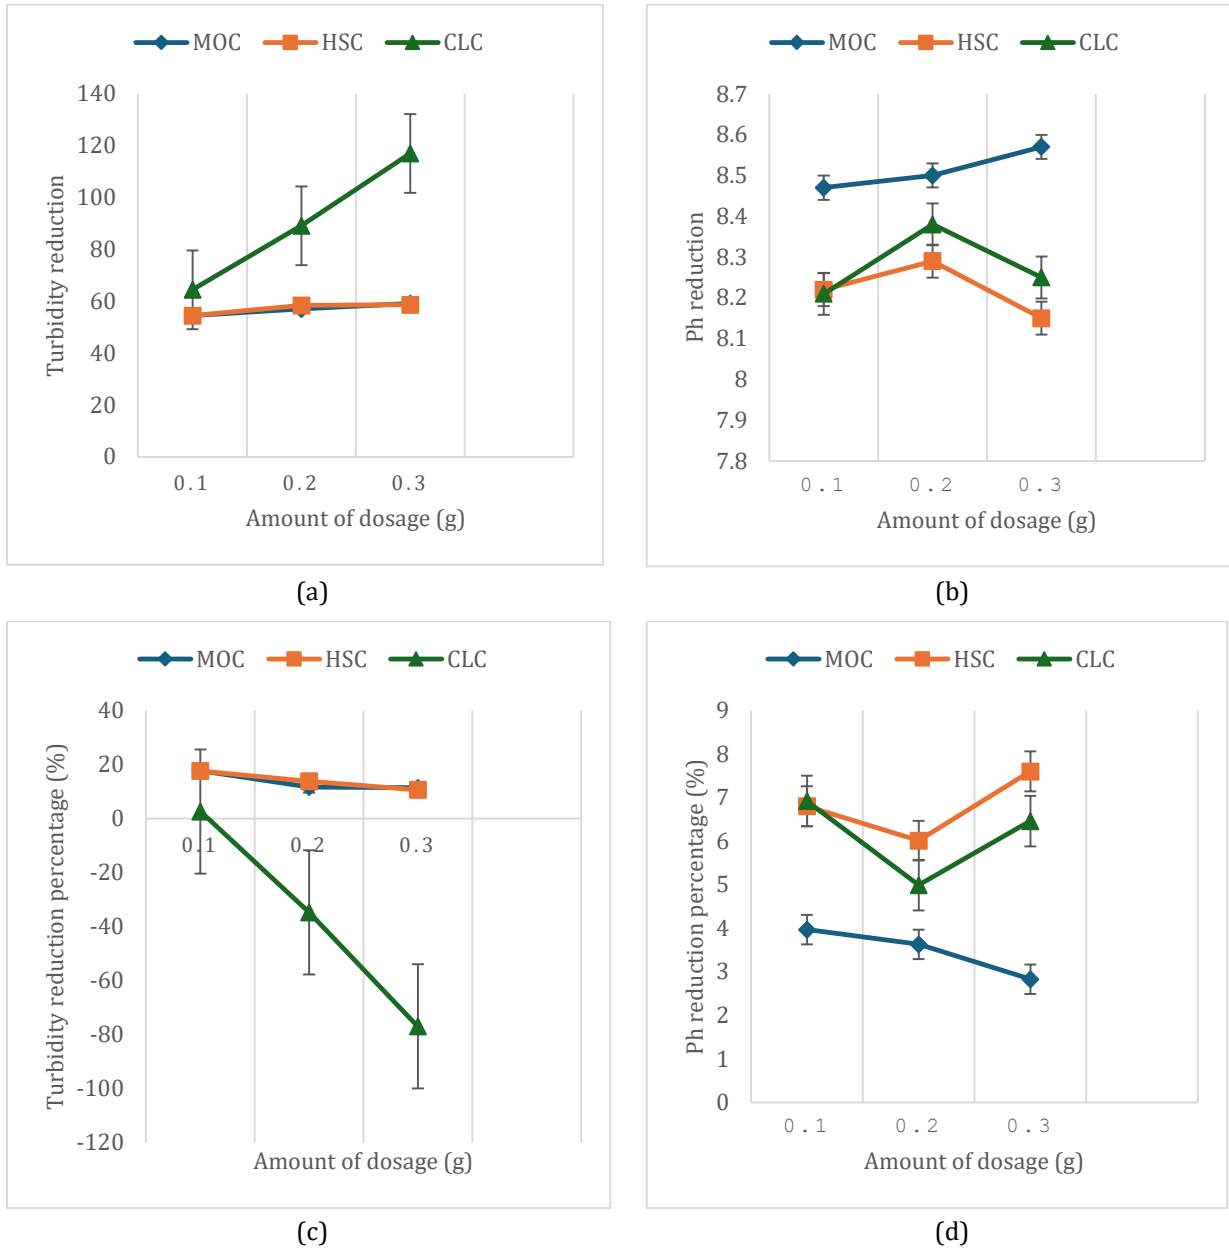 MOC HSC CLC
Turbidity reduction
140
120
100
80
60
40
20
0
0.1 0.2 0.3
Amount of dosage (g)
(a)
MOC HSC CLC
Ph reduction
8.7
8.6
8.5
8.4
8.3
8.2
8.1
8
7.9
7.8
0.1 0.2 0.3
Amount of dosage (g)
(b)
MOC HSC CLC
Turbidity reduction percentage (%)
40
20
0
-20
-40
-60
-80
-100
-120
0.1 0.2 0.3
Amount of dosage (g)
(c)
MOC HSC CLC
Ph reduction percentage (%)
9
8
7
6
5
4
3
2
1
0
0.1 0.2 0.3
Amount of dosage (g)
(d)